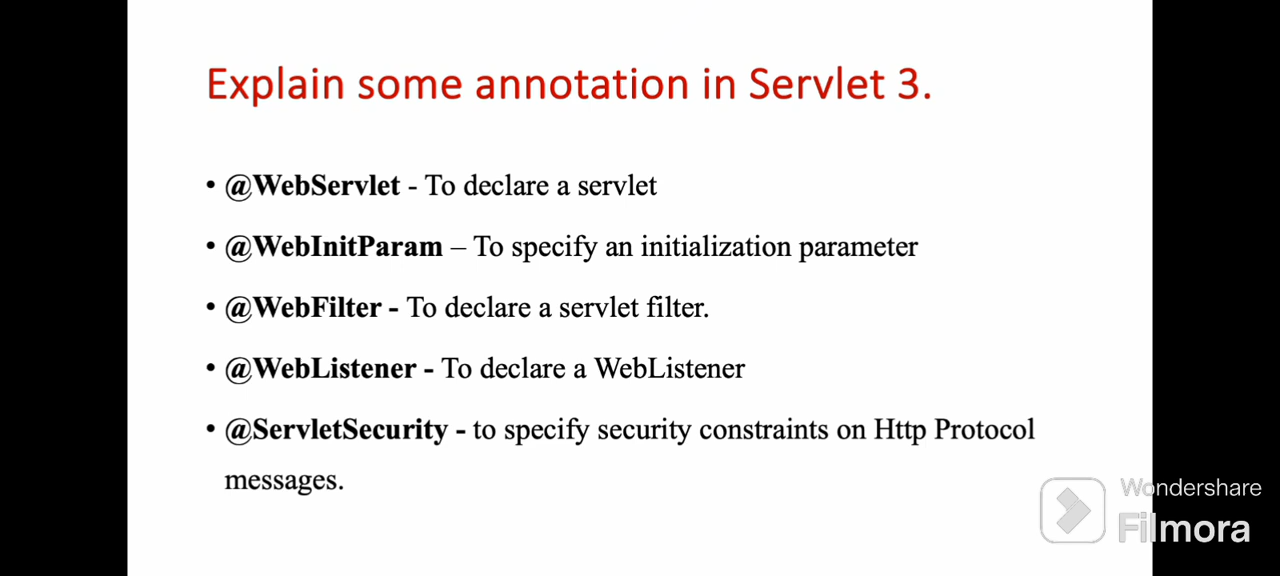 Explain some annotation in Servlet 3.
• @WebServlet - To declare a servlet
• @WebInitParam – To specify an initialization parameter
• @WebFilter - To declare a servlet filter.
• @WebListener - To declare a WebListener
• @ServletSecurity - to specify security constraints on Http Protocol
messages.
Wondershare
Filmora